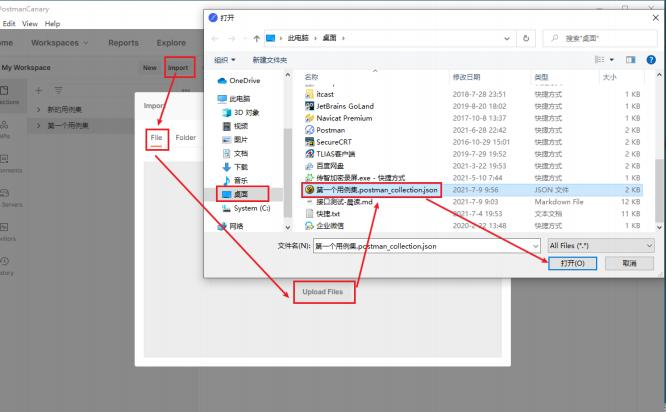 PostmanCanary
Edit View Help
ome Workspaces Reports Explore
My Workspace New Import
ections
新的用例集
第一个用例集
PIs
Servers
nitors
story
Import
File Folder
Upload Files
打开
此电脑 桌面
搜索"桌面"
组织 新建文件夹
OneDrive
此电脑
3D 对象
视频
图片
文档
下载
音乐
桌面
System (C:)
网络
名称 修改日期 类型 大小
itcast 2018-7-28 23:51 快捷方式 1 KB
JetBrains GoLand 2019-8-20 18:02 快捷方式 2 KB
Navicat Premium 2017-10-8 13:37 快捷方式 2 KB
Postman 2021-6-28 22:42 快捷方式 2 KB
SecureCRT 2016-10-29 15:01 快捷方式 2 KB
TLIAS客户端 2019-7-29 19:52 快捷方式 2 KB
百度网盘 2021-3-22 19:53 快捷方式 2 KB
传智加密录屏.exe - 快捷方式 2021-5-10 7:44 快捷方式 1 KB
第一个用例集.postman_collection.json 2021-7-9 9:56 JSON 文件 2 KB
接口测试-晨读.md 2021-7-9 9:03 Markdown File 12 KB
快捷.txt 2021-7-4 19:53 文本文档 11 KB
企业微信 2020-2-22 13:48 快捷方式 1 KB
文件名(N): 第一个用例集.postman_collection.json All Files (*.*)
打开(O) 取消